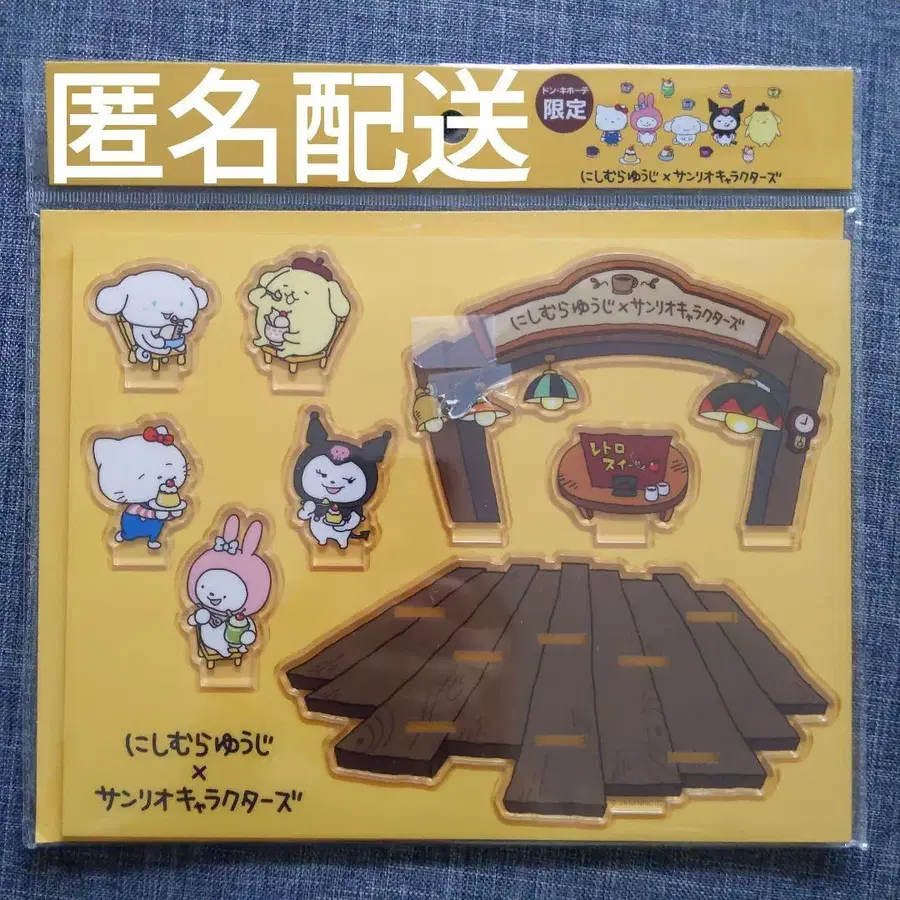 匿名配送
ドン・キホーテ
限定
にしむらゆうじ×サンリオキャラクターズ
にしむらゆうじ×サンリオキャラクターズ
レトロ
スイーツ
にしむらゆうじ
×
サンリオキャラクターズ